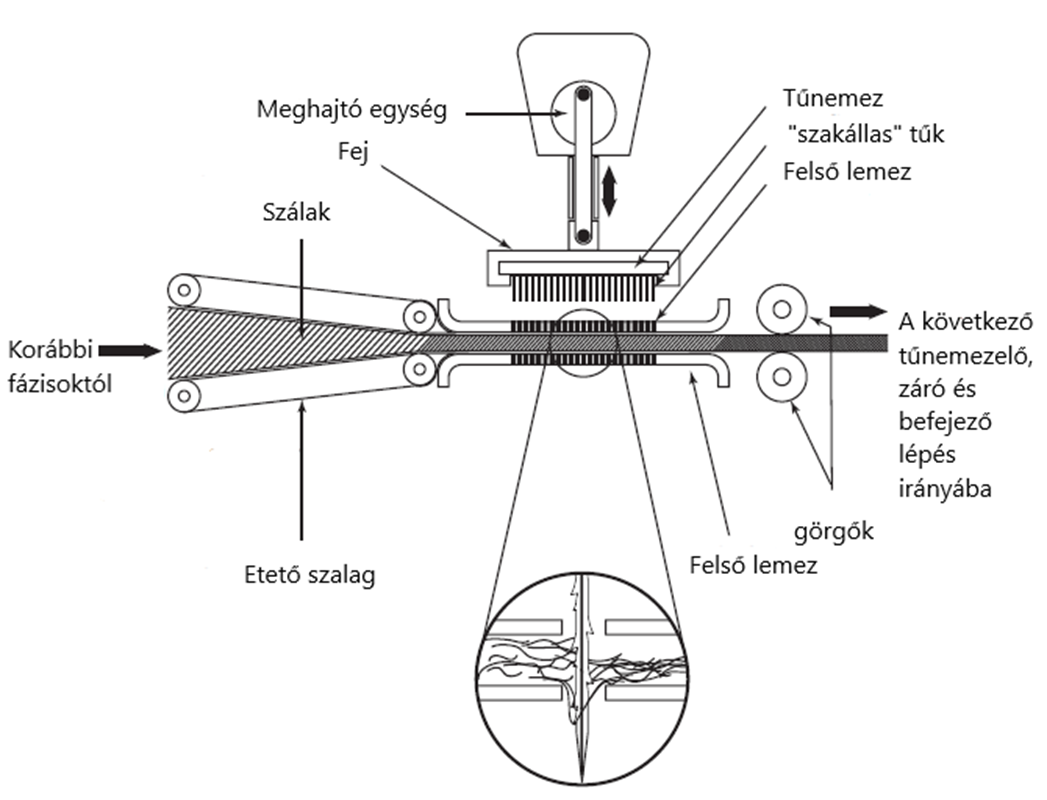 Meghajtó egység
Fej
Szálak
Tűnemez
"szakállas" tűk
Felső lemez
Korábbi
fázisoktól
A következő
tűnemezelő,
záró és
befejező
lépés
irányába
görgők
Felső lemez
Etető szalag